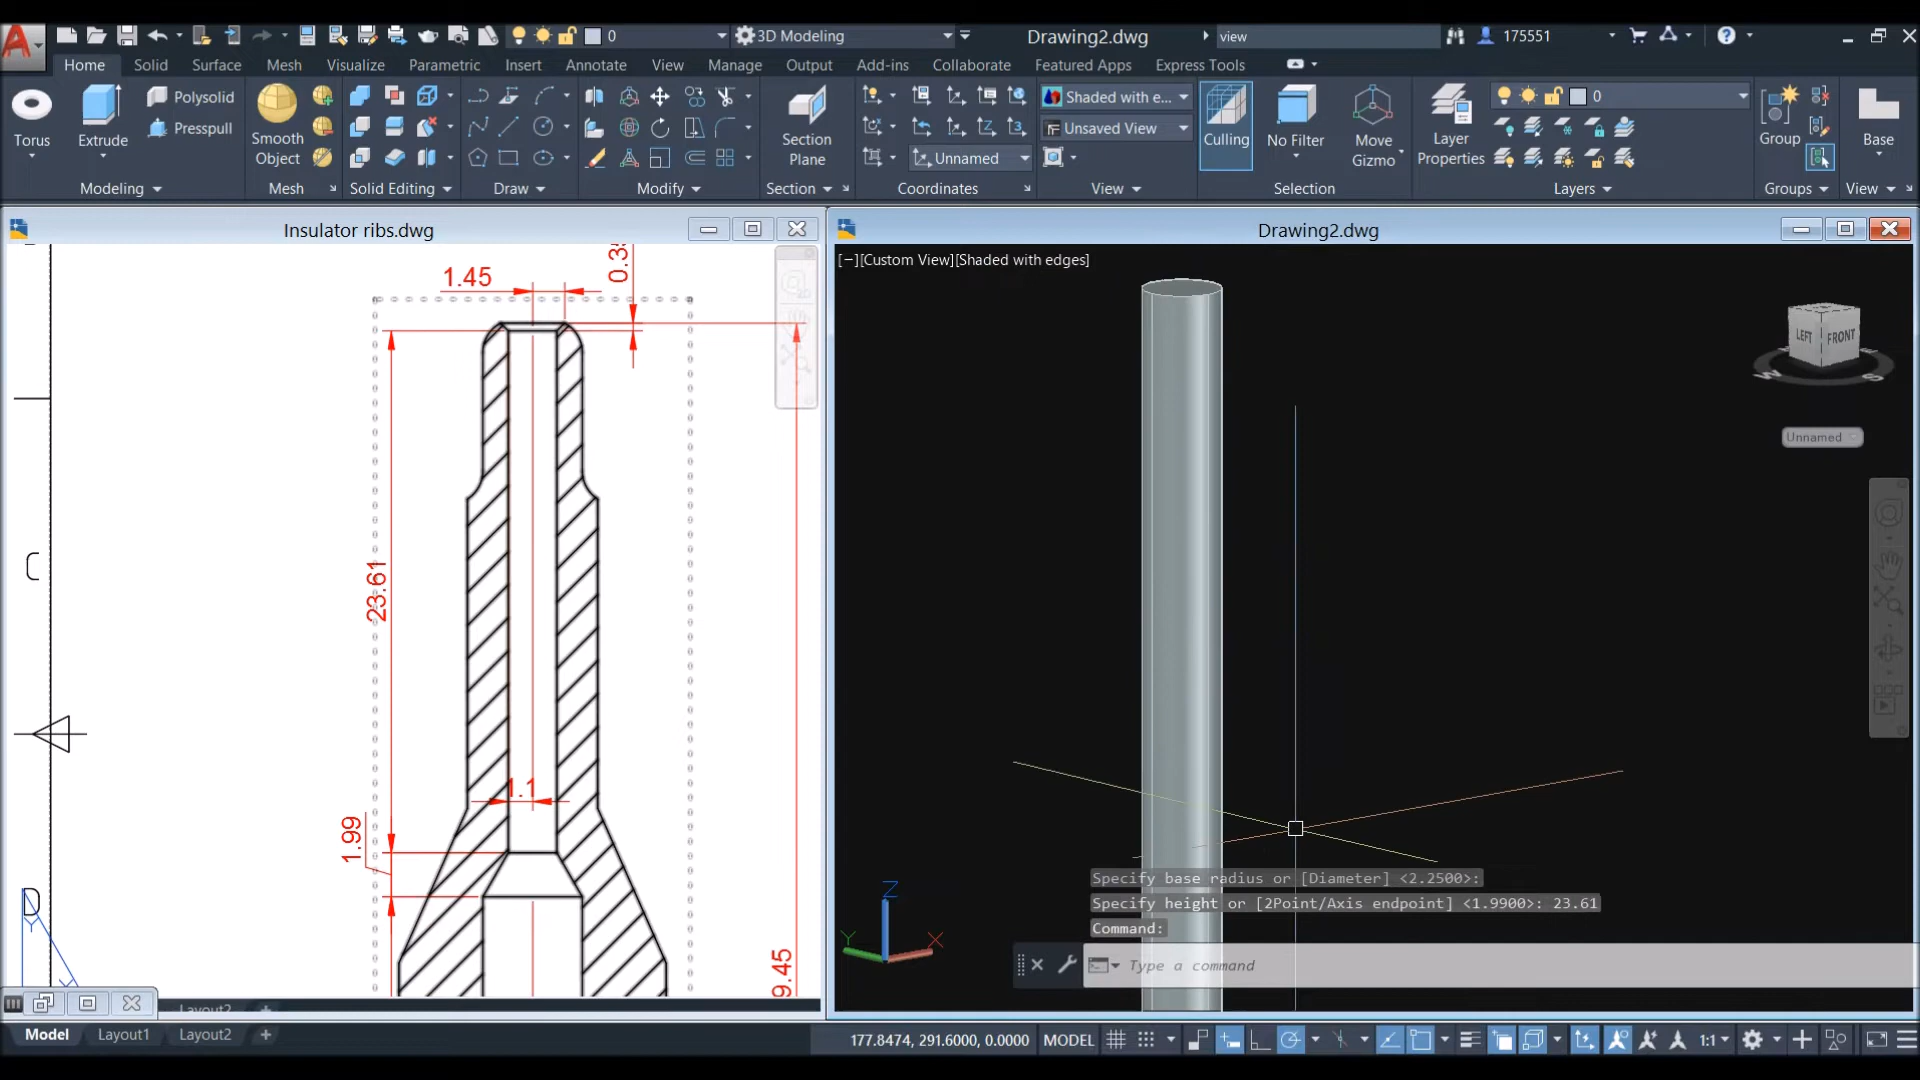 0
3D Modeling
Drawing2.dwg
view
175551
Home
Solid
Surface
Mesh
Visualize
Parametric
Insert
Annotate
View
Manage
Output
Add-ins
Collaborate
Featured Apps
Express Tools
Torus
Extrude
Polysolid
Presspull
Smooth
Object
Section
Plane
Unnamed
Shaded with e...
Unsaved View
Culling
No Filter
Move
Gizmo
Layer
Properties
0
Group
Base
Modeling
Mesh
Solid Editing
Draw
Modify
Section
Coordinates
View
Selection
Layers
Groups
View
Insulator ribs.dwg
Drawing2.dwg
[−][Custom View][Shaded with edges]
1.45
23.61
1.1
1.99
9.45
C
D
Y
LEFT
FRONT
W
S
Unnamed
Z
Y
X
Specify base radius or [Diameter] <2.2500>:
Specify height or [2Point/Axis endpoint] <1.9900>: 23.61
Command:
Type a command
Layout2
Model
Layout1
Layout2
177.8474, 291.6000, 0.0000
MODEL
1:1